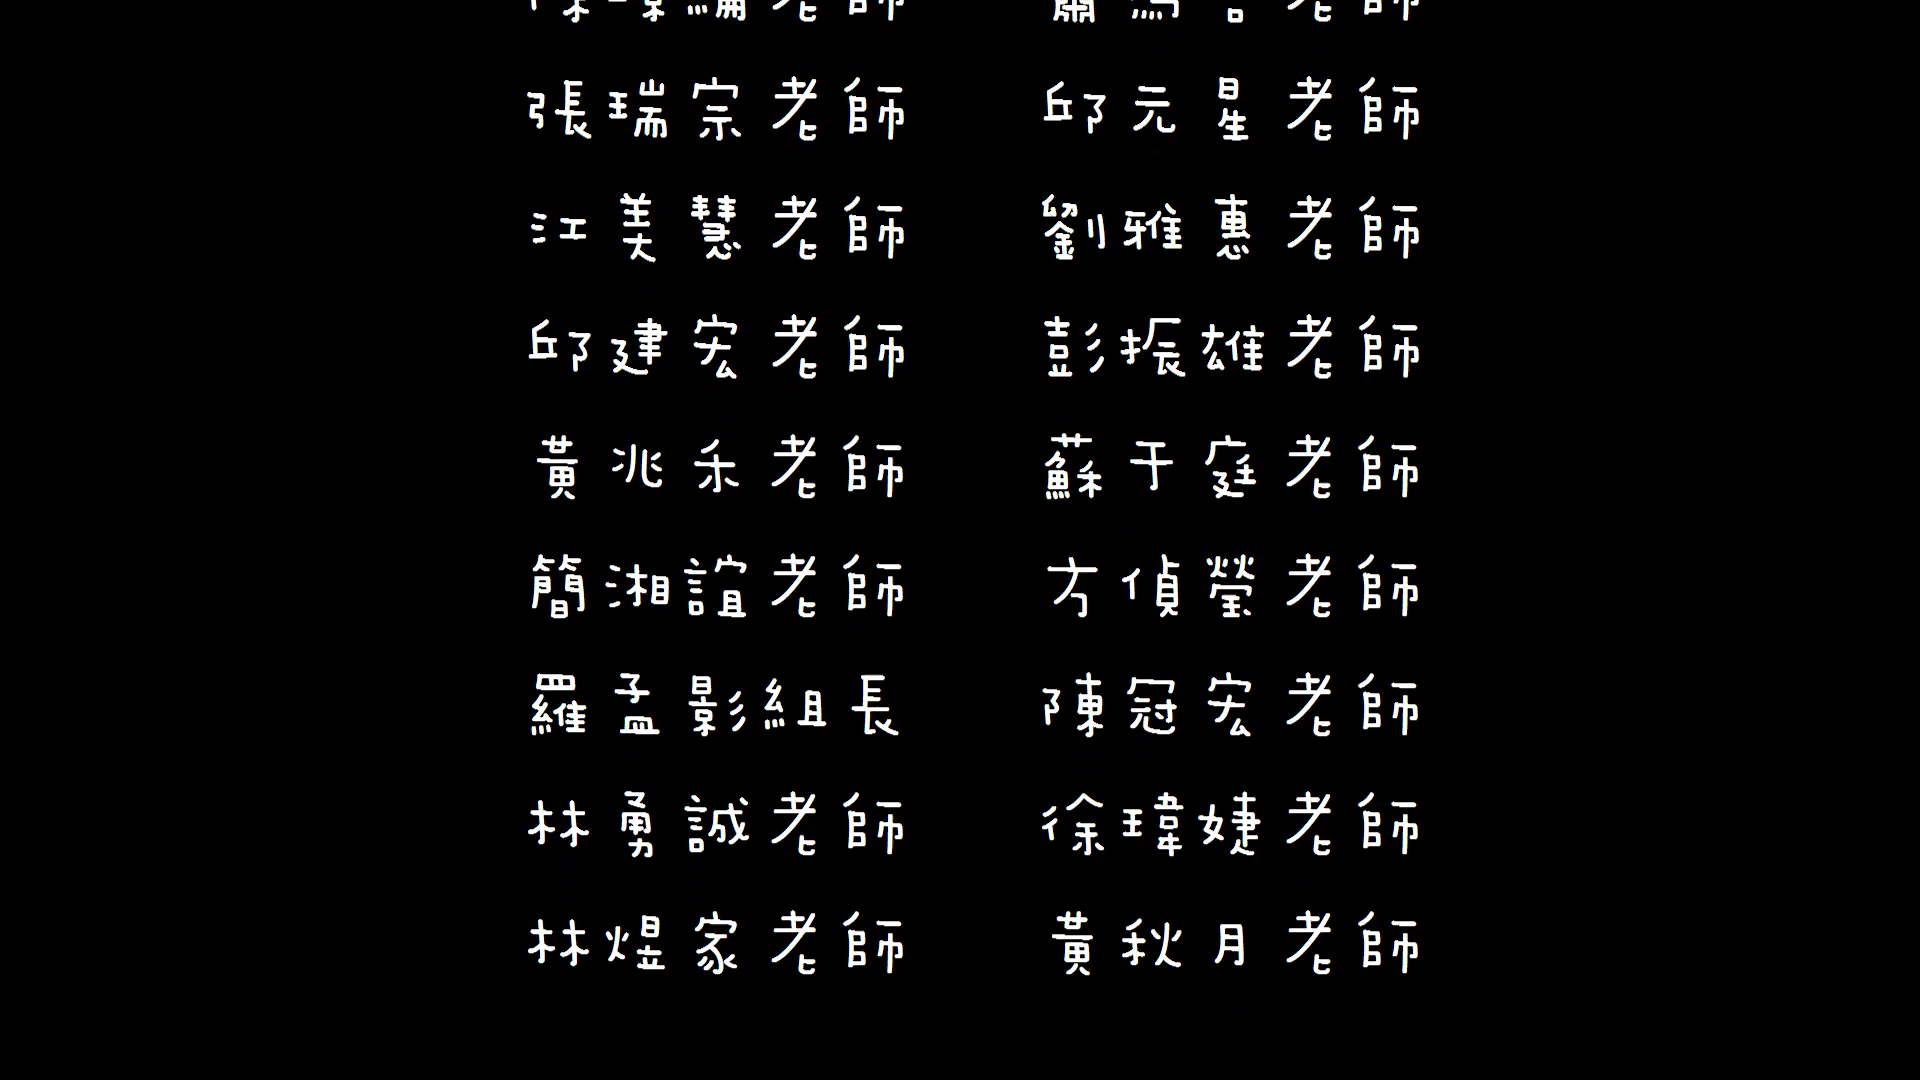 張瑞宗老師 邱元星老師
江美慧老師 劉雅惠老師
邱建宏老師 彭振雄老師
黃兆禾老師 蘇于庭老師
簡湘誼老師 方偵瑩老師
羅孟影組長 陳冠宏老師
林勇誠老師 徐瑋婕老師
林煜家老師 黃秋月老師